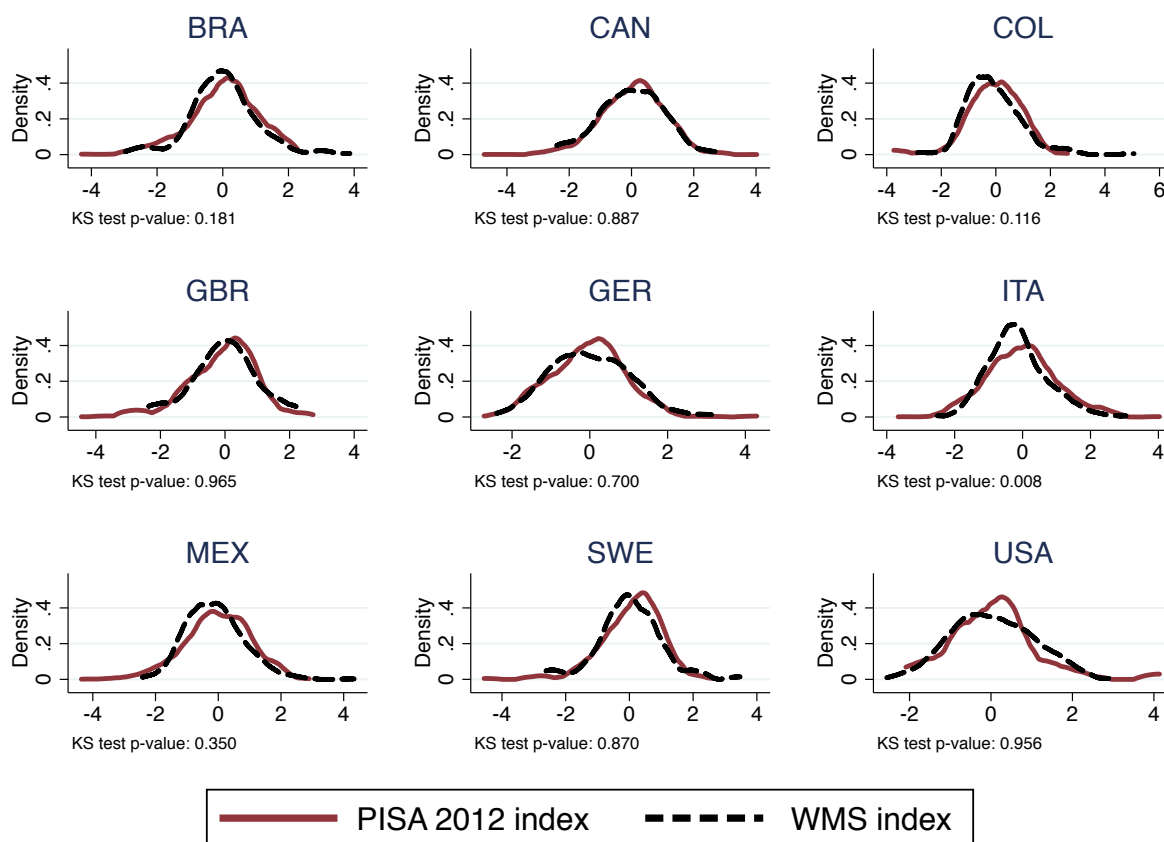 BRA
CAN
COL
Density
0 .2 .4
-4 -2 0 2 4
KS test p-value: 0.181
Density
0 .2 .4
-4 -2 0 2 4
KS test p-value: 0.887
Density
0 .2 .4
-4 -2 0 2 4 6
KS test p-value: 0.116
GBR
GER
ITA
Density
0 .2 .4
-4 -2 0 2 4
KS test p-value: 0.965
Density
0 .2 .4
-2 0 2 4
KS test p-value: 0.700
Density
0 .2 .4
-4 -2 0 2 4
KS test p-value: 0.008
MEX
SWE
USA
Density
0 .2 .4
-4 -2 0 2 4
KS test p-value: 0.350
Density
0 .2 .4
-4 -2 0 2 4
KS test p-value: 0.870
Density
0 .2 .4
-2 0 2 4
KS test p-value: 0.956
PISA 2012 index
WMS index